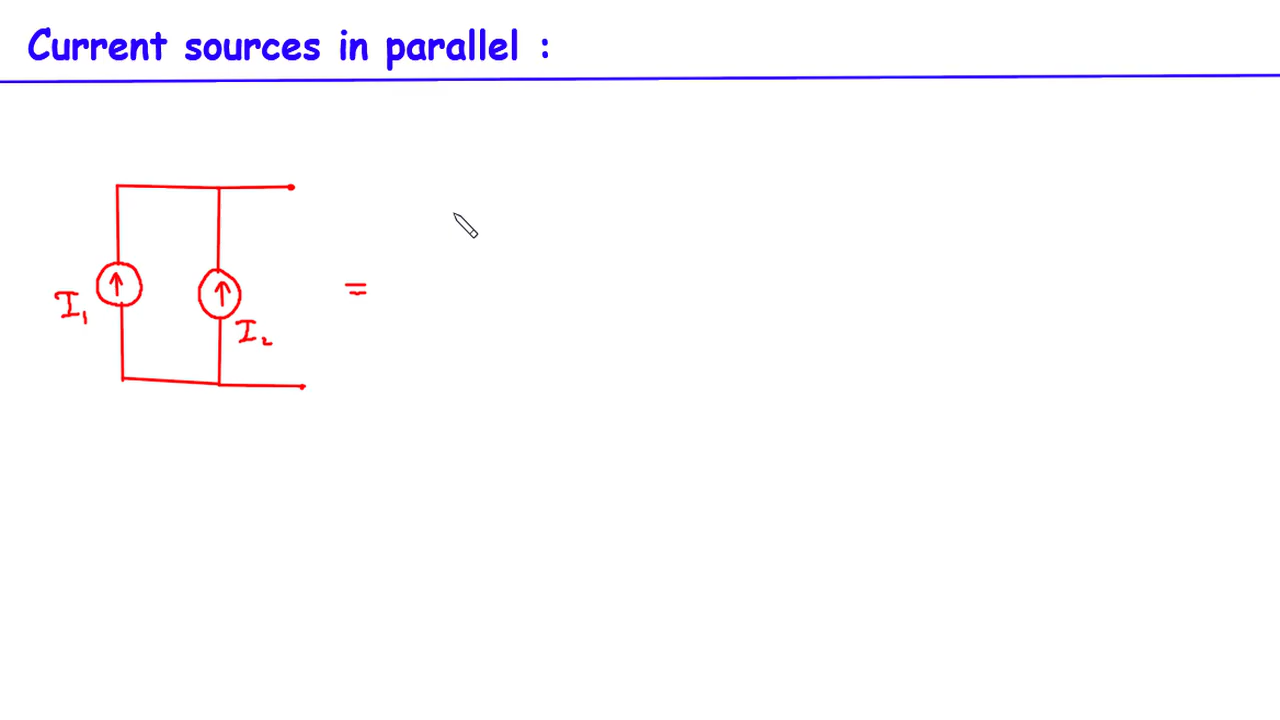 Current sources in parallel :
I₁
I₂
=